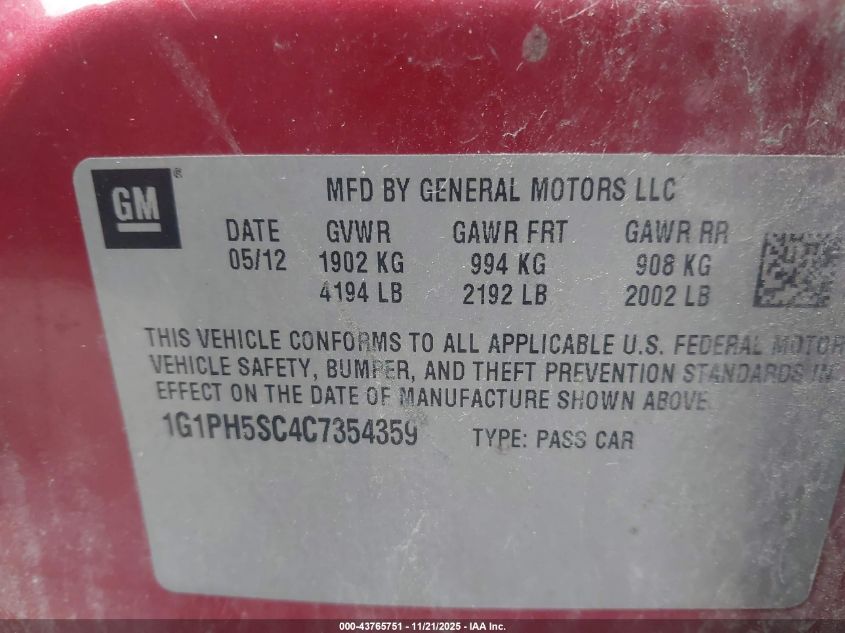 GM ®
MFD BY GENERAL MOTORS LLC
DATE GVWR GAWR FRT GAWR RR
05/12 1902 KG 994 KG 908 KG
4194 LB 2192 LB 2002 LB
THIS VEHICLE CONFORMS TO ALL APPLICABLE U.S. FEDERAL MOTOR
VEHICLE SAFETY, BUMPER, AND THEFT PREVENTION STANDARDS IN
EFFECT ON THE DATE OF MANUFACTURE SHOWN ABOVE
1G1PH5SC4C7354359 TYPE: PASS CAR
000-43765751 - 11/21/2025 - IAA Inc.